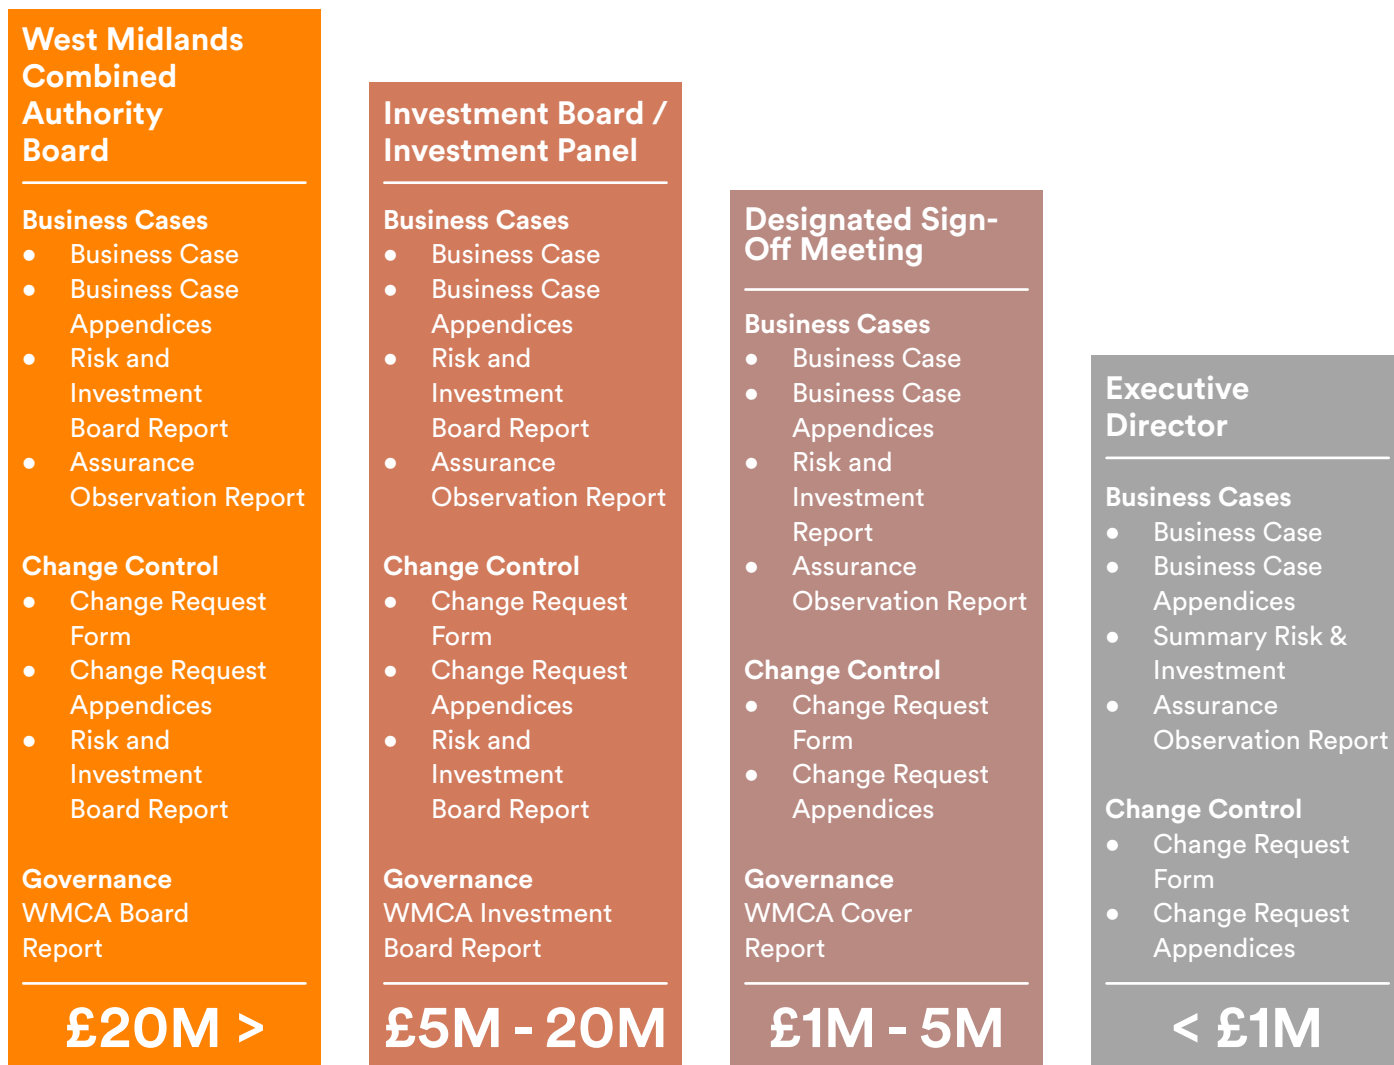 West Midlands
Combined
Authority
Board
Business Cases
● Business Case
● Business Case
Appendices
● Risk and
Investment
Board Report
● Assurance
Observation Report
Change Control
● Change Request
Form
● Change Request
Appendices
● Risk and
Investment
Board Report
Governance
WMCA Board
Report
£20M >
Investment Board /
Investment Panel
Business Cases
● Business Case
● Business Case
Appendices
● Risk and
Investment
Board Report
● Assurance
Observation Report
Change Control
● Change Request
Form
● Change Request
Appendices
● Risk and
Investment
Board Report
Governance
WMCA Investment
Board Report
£5M - 20M
Designated Sign-
Off Meeting
Business Cases
● Business Case
● Business Case
Appendices
● Risk and
Investment
Report
● Assurance
Observation Report
Change Control
● Change Request
Form
● Change Request
Appendices
Governance
WMCA Cover
Report
£1M - 5M
Executive
Director
Business Cases
● Business Case
● Business Case
Appendices
● Summary Risk &
Investment
● Assurance
Observation Report
Change Control
● Change Request
Form
● Change Request
Appendices
< £1M